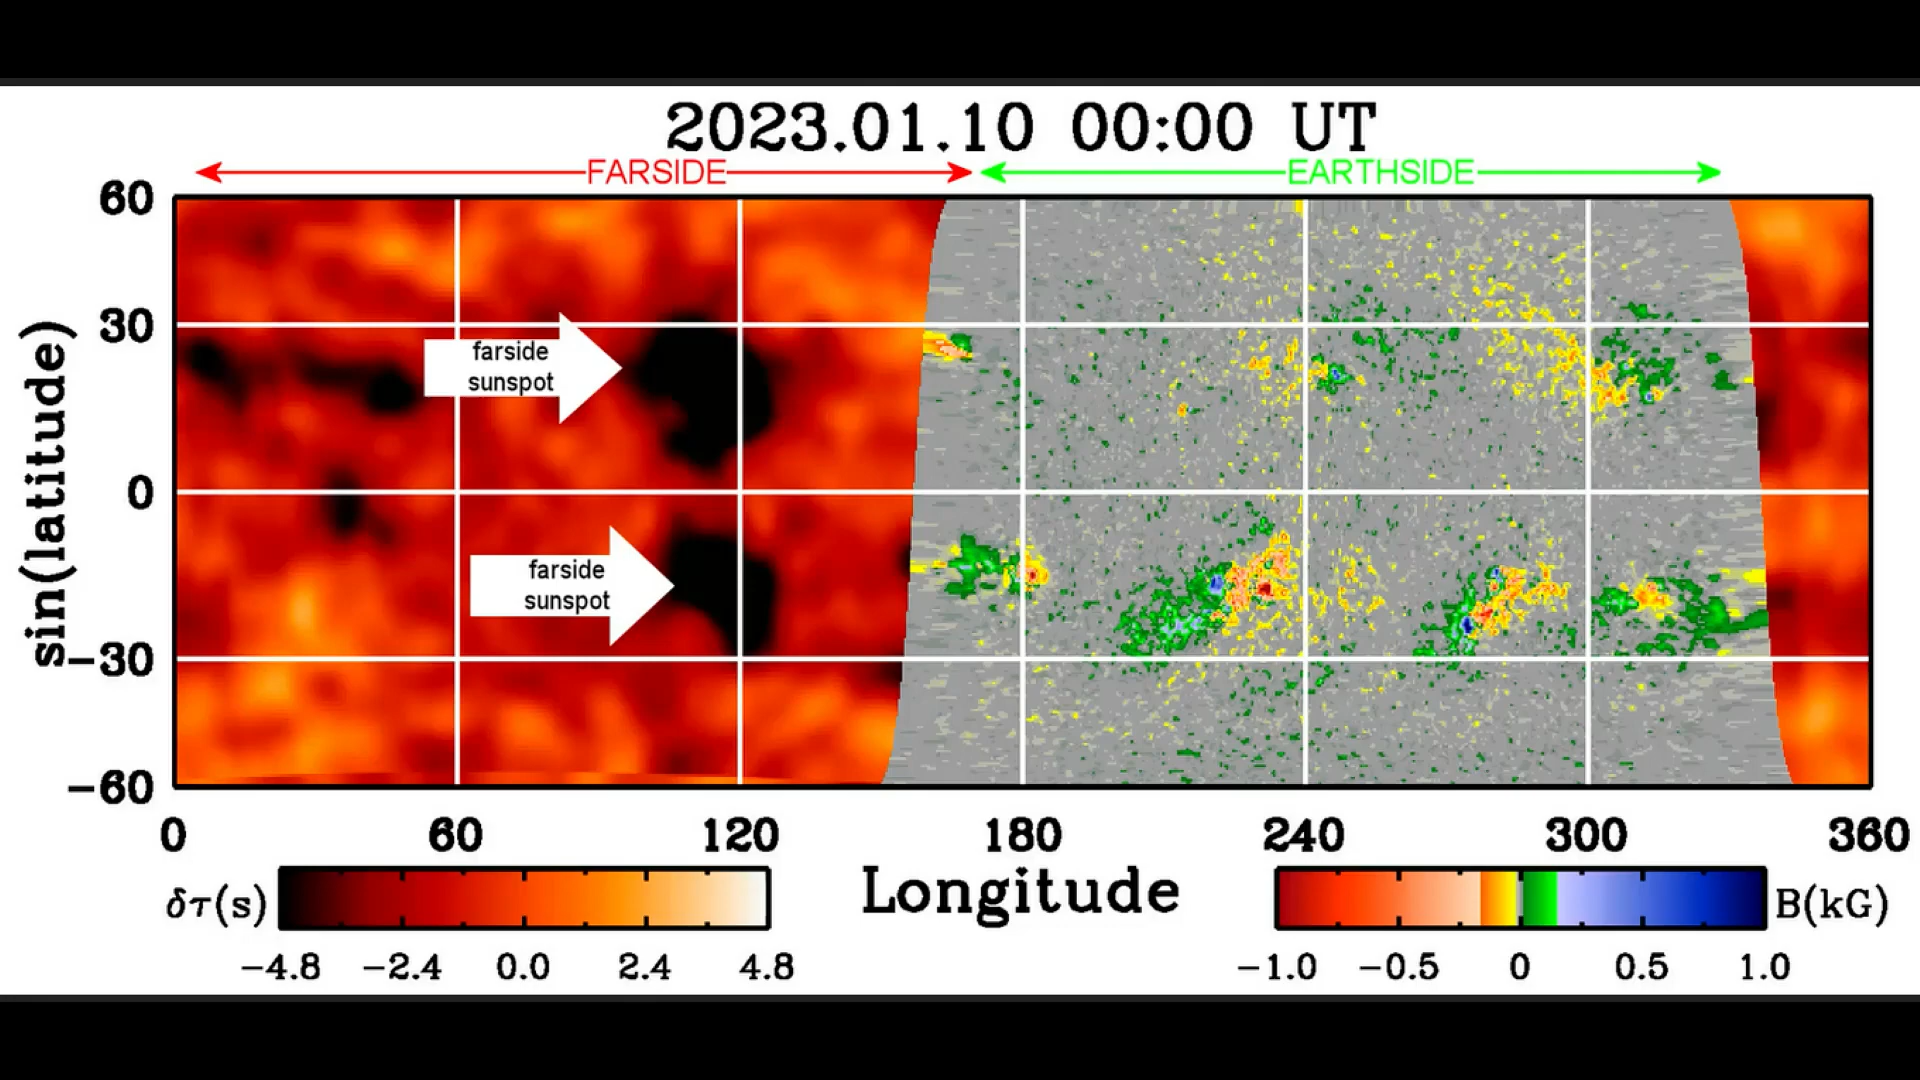 2023.01.10 00:00 UT
FARSIDE
EARTHSIDE
60
30
0
−30
−60
sin(latitude)
farside
sunspot
farside
sunspot
0
60
120
180
240
300
360
Longitude
δτ(s)
−4.8
−2.4
0.0
2.4
4.8
B(kG)
−1.0
−0.5
0
0.5
1.0